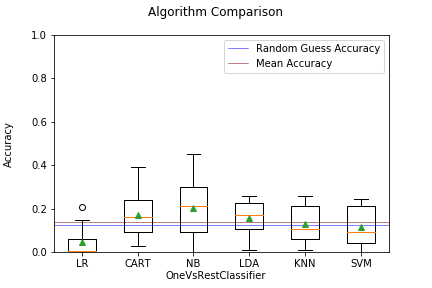 Algorithm Comparison
1.0
Random Guess Accuracy
Mean Accuracy
0.8
0.6
Accuracy
0.4
0.2
0.0
LR CART NB LDA KNN SVM
OneVsRestClassifier